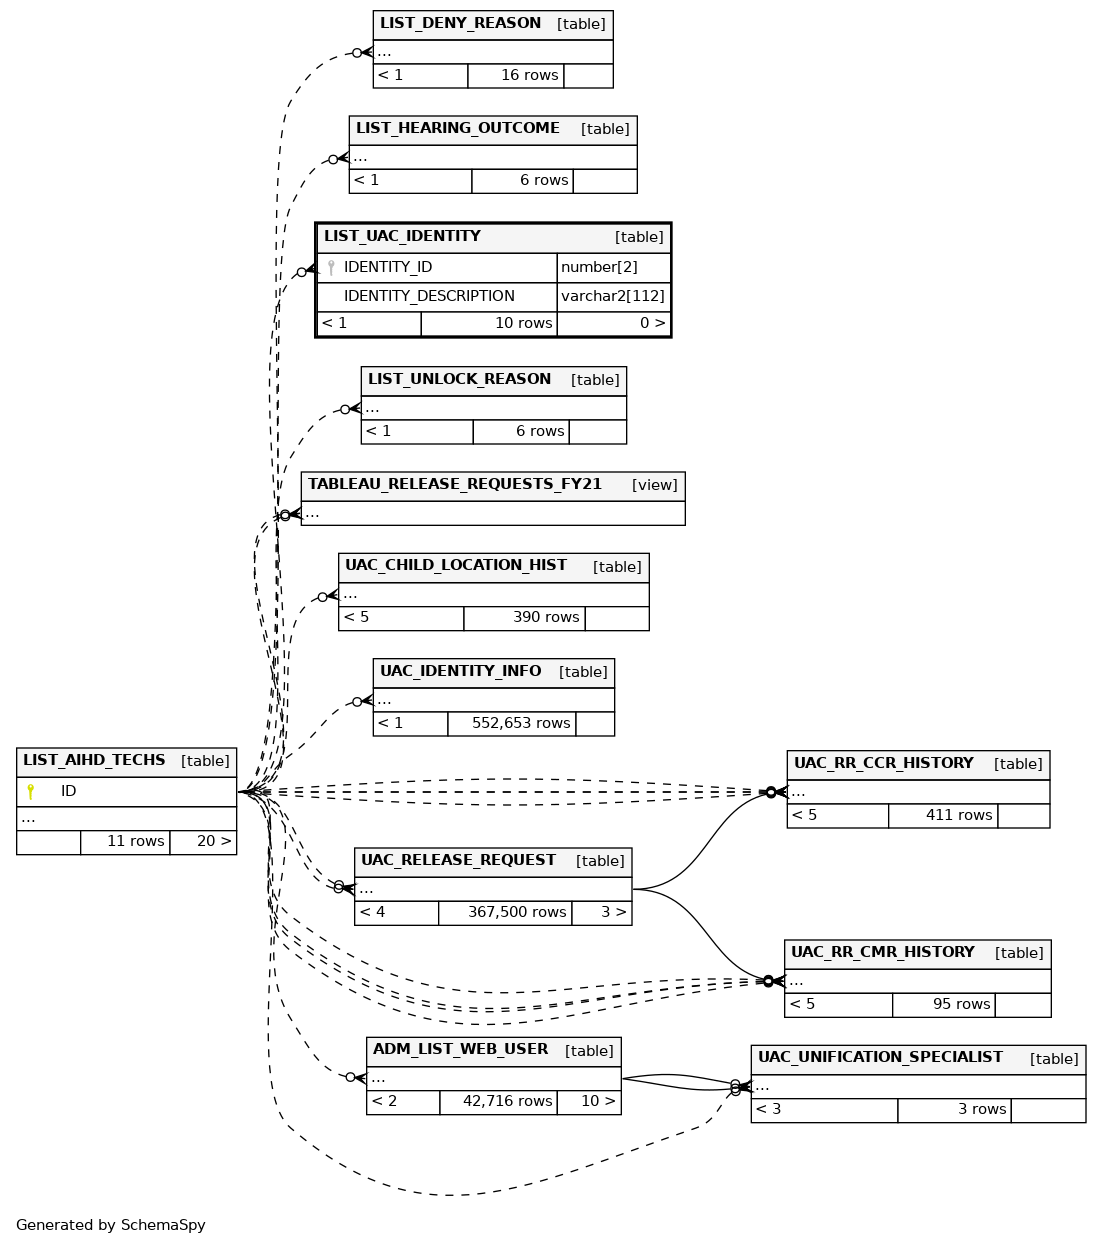 LIST_DENY_REASON [table]
...
< 1 16 rows
LIST_HEARING_OUTCOME [table]
...
< 1 6 rows
LIST_UAC_IDENTITY [table]
IDENTITY_ID number[2]
IDENTITY_DESCRIPTION varchar2[112]
< 1 10 rows 0 >
LIST_UNLOCK_REASON [table]
...
< 1 6 rows
TABLEAU_RELEASE_REQUESTS_FY21 [view]
...
UAC_CHILD_LOCATION_HIST [table]
...
< 5 390 rows
UAC_IDENTITY_INFO [table]
...
< 1 552,653 rows
LIST_AIHD_TECHS [table]
ID
...
11 rows 20 >
UAC_RR_CCR_HISTORY [table]
...
< 5 411 rows
UAC_RELEASE_REQUEST [table]
...
< 4 367,500 rows 3 >
UAC_RR_CMR_HISTORY [table]
...
< 5 95 rows
ADM_LIST_WEB_USER [table]
...
< 2 42,716 rows 10 >
UAC_UNIFICATION_SPECIALIST [table]
...
< 3 3 rows
Generated by SchemaSpy